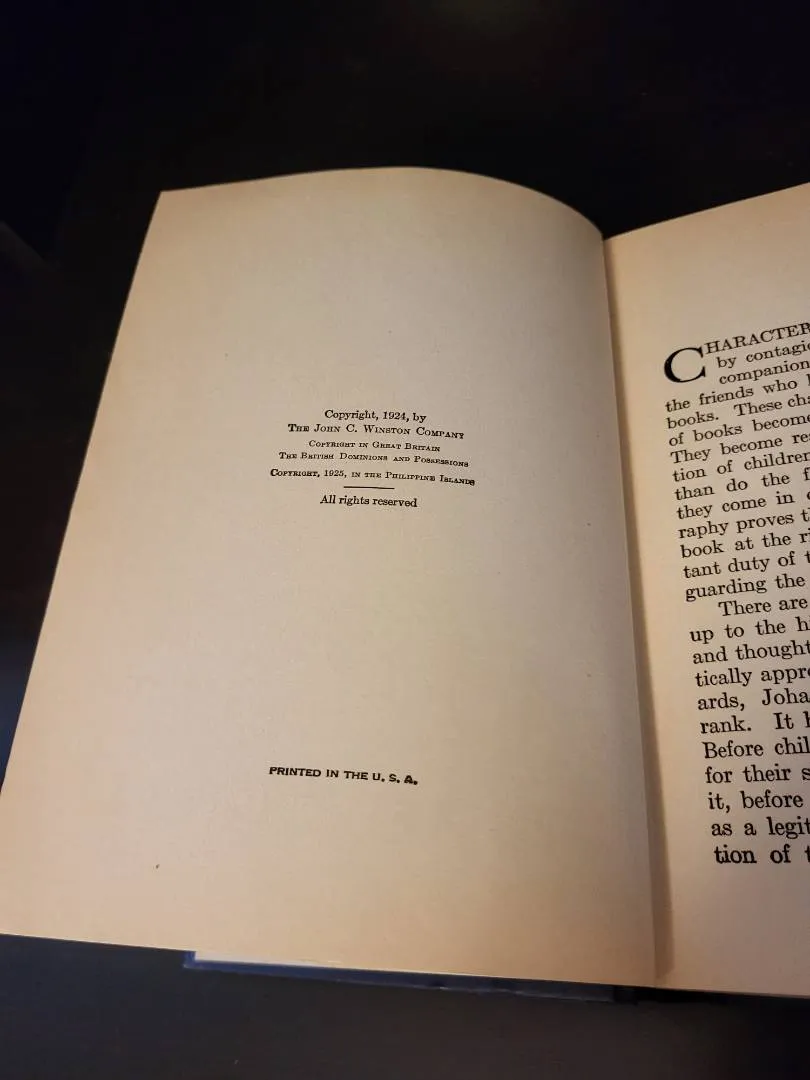 Copyright, 1924, by
THE JOHN C. WINSTON COMPANY
COPYRIGHT IN GREAT BRITAIN
THE BRITISH DOMINIONS AND POSSESSIONS
COPYRIGHT, 1925, IN THE PHILIPPINE ISLANDS
All rights reserved
PRINTED IN THE U. S. A.
CHARACTER
by contagi
companion
the friends who
books. These cha
of books become
They become re
tion of children
than do the f
they come in
raphy proves t
book at the ri
tant duty of t
guarding the
There are
up to the h
and thought
tically appr
ards, Joha
rank. It h
Before chil
for their s
it, before
as a legit
tion of t